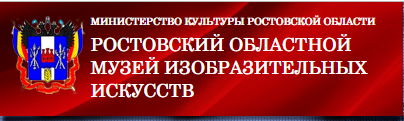 МИНИСТЕРСТВО КУЛЬТУРЫ РОСТОВСКОЙ ОБЛАСТИ
РОСТОВСКИЙ ОБЛАСТНОЙ
МУЗЕЙ ИЗОБРАЗИТЕЛЬНЫХ
ИСКУССТВ